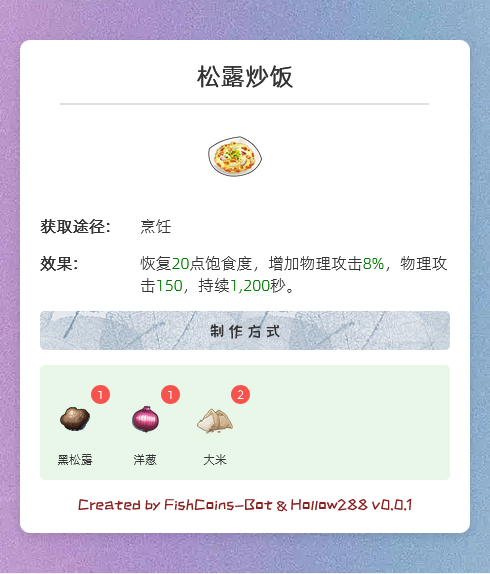 松露炒饭
获取途径： 烹饪
效果： 恢复20点饱食度，增加物理攻击8%，物理攻
击150，持续1,200秒。
制作方式
1 1 2
黑松露 洋葱 大米
Created by FishCoins-Bot & Hollow288 v0.0.1